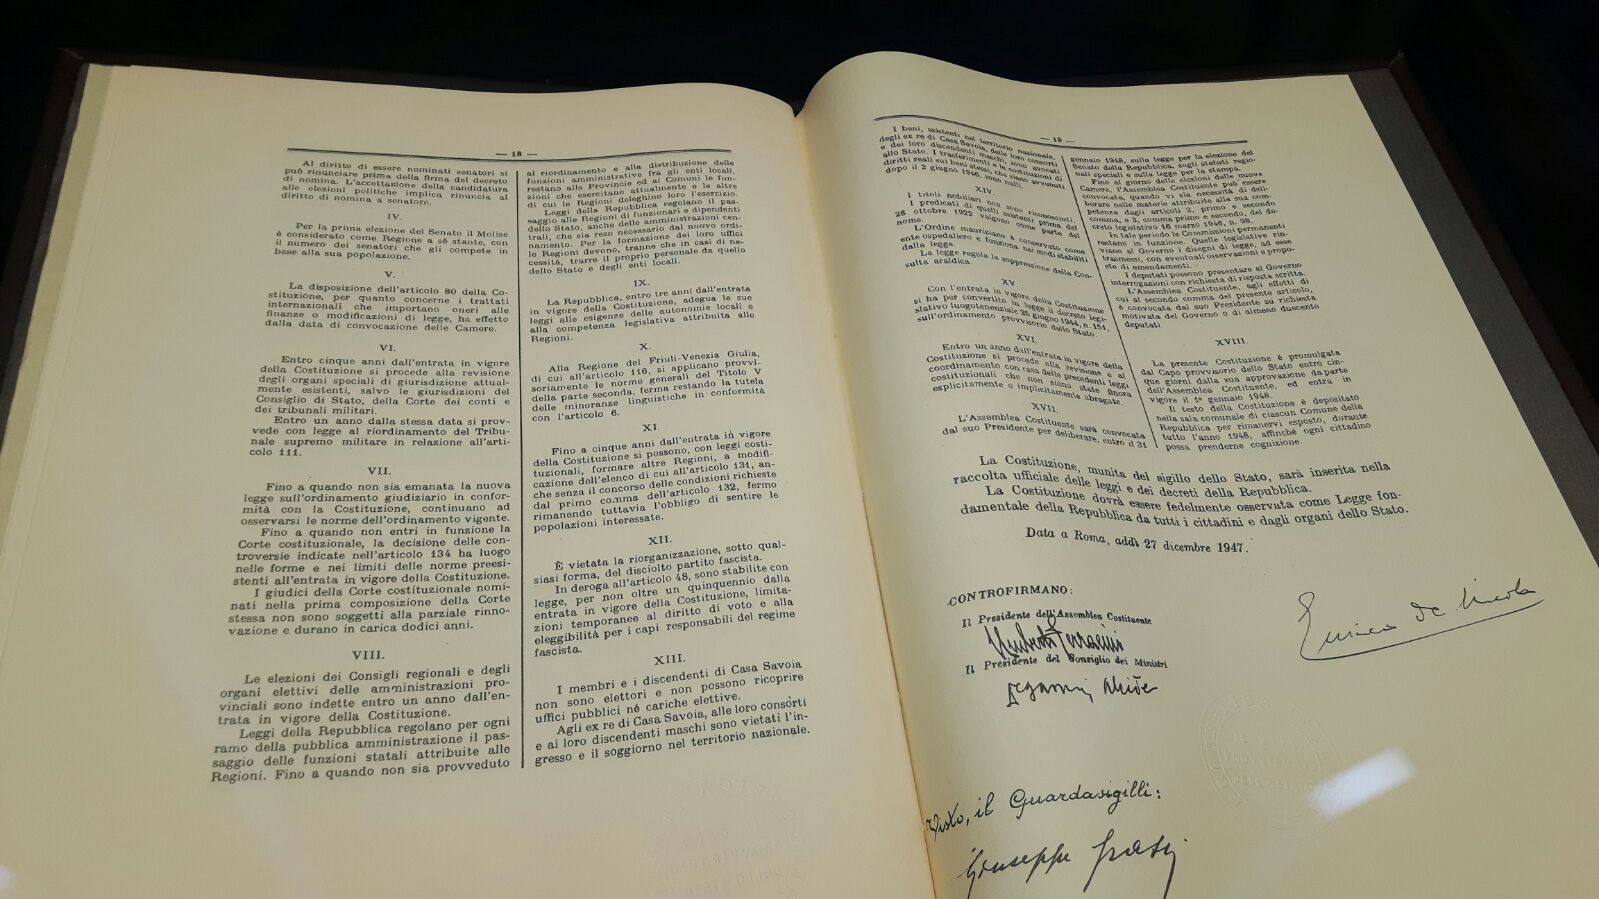 — 18 —
Al diritto di essere nominati senatori si
può rinunciare prima della firma del decreto
di nomina. L'accettazione della candidatura
alle elezioni politiche implica rinuncia al
diritto di nomina a senatore.
IV.
Per la prima elezione del Senato il Molise
è considerato come Regione a sé stante, con
il numero dei senatori che gli compete in
base alla sua popolazione.
V.
La disposizione dell'articolo 80 della Co-
stituzione, per quanto concerne i trattati
internazionali che importano oneri alle
finanze o modificazioni di legge, ha effetto
dalla data di convocazione delle Camere.
VI.
Entro cinque anni dall'entrata in vigore
della Costituzione si procede alla revisione
degli organi speciali di giurisdizione attual-
mente esistenti, salvo le giurisdizioni del
Consiglio di Stato, della Corte dei conti e
dei tribunali militari.
Entro un anno dalla stessa data si prov-
vede con legge al riordinamento del Tribu-
nale supremo militare in relazione all'arti-
colo 111.
VII.
Fino a quando non sia emanata la nuova
legge sull'ordinamento giudiziario in confor-
mità con la Costituzione, continuano ad
osservarsi le norme dell'ordinamento vigente.
Fino a quando non entri in funzione la
Corte costituzionale, la decisione delle con-
troversie indicate nell'articolo 134 ha luogo
nelle forme e nei limiti delle norme preesi-
stenti all'entrata in vigore della Costituzione.
I giudici della Corte costituzionale nomi-
nati nella prima composizione della Corte
stessa non sono soggetti alla parziale rinno-
vazione e durano in carica dodici anni.
VIII.
Le elezioni dei Consigli regionali e degli
organi elettivi delle amministrazioni pro-
vinciali sono indette entro un anno dall'en-
trata in vigore della Costituzione.
Leggi della Repubblica regolano per ogni
ramo della pubblica amministrazione il pas-
saggio delle funzioni statali attribuite alle
Regioni. Fino a quando non sia provveduto
al riordinamento e alla distribuzione delle
funzioni amministrative fra gli enti locali,
restano alle Provincie ed ai Comuni le fun-
zioni che esercitano attualmente e le altre
di cui le Regioni deleghino loro l'esercizio.
Leggi della Repubblica regolano il pas-
saggio alle Regioni di funzionari e dipendenti
dello Stato, anche delle amministrazioni cen-
trali, che sia reso necessario dal nuovo ordi-
namento. Per la formazione dei loro uffici
le Regioni devono, tranne che in casi di ne-
cessità, trarre il proprio personale da quello
dello Stato e degli enti locali.
IX.
La Repubblica, entro tre anni dall'entrata
in vigore della Costituzione, adegua le sue
leggi alle esigenze delle autonomie locali e
alla competenza legislativa attribuita alle
Regioni.
X.
Alla Regione del Friuli-Venezia Giulia,
di cui all'articolo 116, si applicano provvi-
soriamente le norme generali del Titolo V
della parte seconda, ferma restando la tutela
delle minoranze linguistiche in conformità
con l'articolo 6.
XI.
Fino a cinque anni dall'entrata in vigore
della Costituzione si possono, con leggi costi-
tuzionali, formare altre Regioni, a modifi-
cazione dell'elenco di cui all'articolo 131, an-
che senza il concorso delle condizioni richieste
dal primo comma dell'articolo 132, fermo
rimanendo tuttavia l'obbligo di sentire le
popolazioni interessate.
XII.
È vietata la riorganizzazione, sotto qual-
siasi forma, del disciolto partito fascista.
In deroga all'articolo 48, sono stabilite con
legge, per non oltre un quinquennio dalla
entrata in vigore della Costituzione, limita-
zioni temporanee al diritto di voto e alla
eleggibilità per i capi responsabili del regime
fascista.
XIII.
I membri e i discendenti di Casa Savoia
non sono elettori e non possono ricoprire
uffici pubblici né cariche elettive.
Agli ex re di Casa Savoia, alle loro consorti
e ai loro discendenti maschi sono vietati l'in-
gresso e il soggiorno nel territorio nazionale.
— 19 —
I beni, esistenti nel territorio nazionale,
degli ex re di Casa Savoia, delle loro consorti
e dei loro discendenti maschi, sono avocati
allo Stato. I trasferimenti e le costituzioni di
diritti reali sui beni stessi, che siano avvenuti
dopo il 2 giugno 1946, sono nulli.
XIV.
I titoli nobiliari non sono riconosciuti.
I predicati di quelli esistenti prima del
28 ottobre 1922 valgono come parte del
nome.
L'Ordine mauriziano è conservato come
ente ospedaliero e funziona nei modi stabiliti
dalla legge.
La legge regola la soppressione della Con-
sulta araldica.
XV.
Con l'entrata in vigore della Costituzione
si ha per convertito in legge il decreto legi-
slativo luogotenenziale 25 giugno 1944, n. 151,
sull'ordinamento provvisorio dello Stato.
XVI.
Entro un anno dall'entrata in vigore della
Costituzione si procede alla revisione e al
coordinamento con essa delle precedenti leggi
costituzionali che non siano state finora
esplicitamente o implicitamente abrogate.
XVII.
L'Assemblea Costituente sarà convocata
dal suo Presidente per deliberare, entro il 31
gennaio 1948, sulla legge per la elezione del
Senato della Repubblica, sugli statuti regio-
nali speciali e sulla legge per la stampa.
Fino al giorno delle elezioni delle nuove
Camere, l'Assemblea Costituente può essere
convocata, quando vi sia necessità di deli-
berare nelle materie attribuite alla sua com-
petenza dagli articoli 2, primo e secondo
comma, e 3, comma primo e secondo, del de-
creto legislativo 16 marzo 1946, n. 98.
In tale periodo le Commissioni permanenti
restano in funzione. Quelle legislative rin-
viano al Governo i disegni di legge, ad esse
trasmessi, con eventuali osservazioni e propo-
ste di emendamenti.
I deputati possono presentare al Governo
interrogazioni con richiesta di risposta scritta.
L'Assemblea Costituente, agli effetti di
cui al secondo comma del presente articolo,
è convocata dal suo Presidente su richiesta
motivata del Governo o di almeno duecento
deputati.
XVIII.
La presente Costituzione è promulgata
dal Capo provvisorio dello Stato entro cin-
que giorni dalla sua approvazione da parte
dell'Assemblea Costituente, ed entra in
vigore il 1° gennaio 1948.
Il testo della Costituzione è depositato
nella sala comunale di ciascun Comune della
Repubblica per rimanervi esposto, durante
tutto l'anno 1948, affinché ogni cittadino
possa prenderne cognizione.
La Costituzione, munita del sigillo dello Stato, sarà inserita nella
raccolta ufficiale delle leggi e dei decreti della Repubblica.
La Costituzione dovrà essere fedelmente osservata come Legge fon-
damentale della Repubblica da tutti i cittadini e dagli organi dello Stato.
Data a Roma, addì 27 dicembre 1947.
Enrico de Nicola
CONTROFIRMANO:
Il Presidente dell'Assemblea Costituente
Umberto Terracini
Il Presidente del Consiglio dei Ministri
Visto, il Guardasigilli:
Giuseppe Grassi